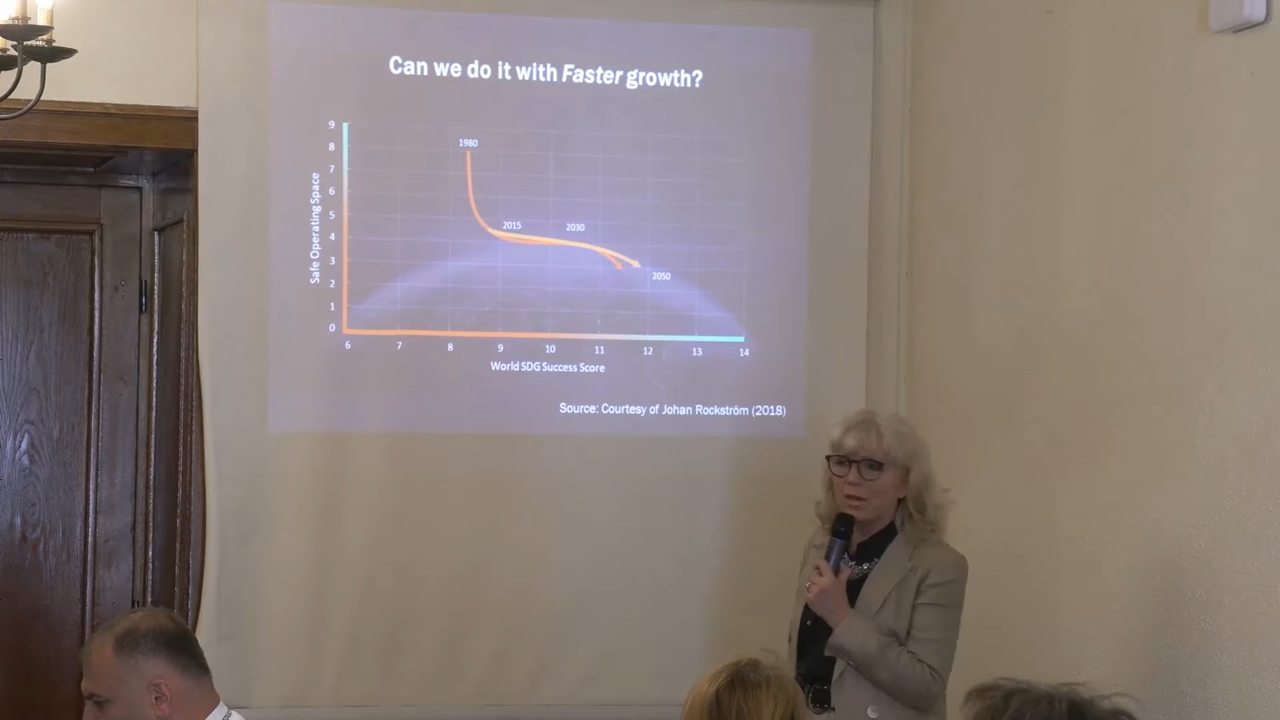 Can we do it with Faster growth?
9
8
7
6
5
4
3
2
1
0
Safe Operating Space
1980
2015
2030
2050
6 7 8 9 10 11 12 13 14
World SDG Success Score
Source: Courtesy of Johan Rockström (2018)